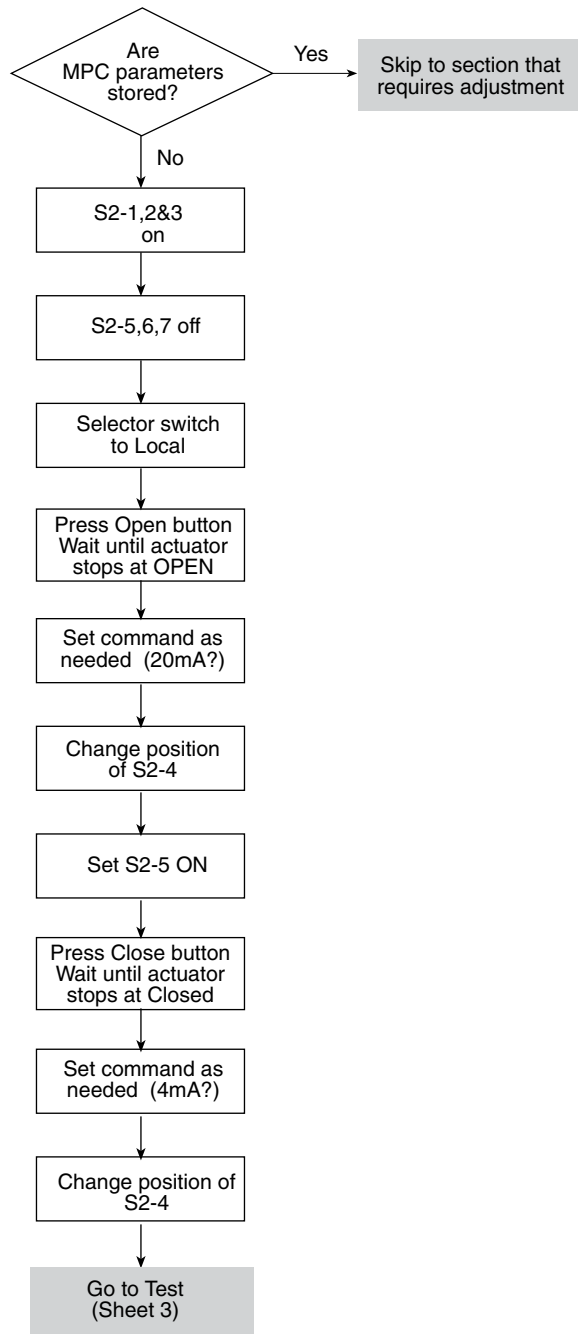 Are
MPC parameters
stored?
Yes
Skip to section that
requires adjustment
No
S2-1,2&3
on
S2-5,6,7 off
Selector switch
to Local
Press Open button
Wait until actuator
stops at OPEN
Set command as
needed (20mA?)
Change position
of S2-4
Set S2-5 ON
Press Close button
Wait until actuator
stops at Closed
Set command as
needed (4mA?)
Change position of
S2-4
Go to Test
(Sheet 3)